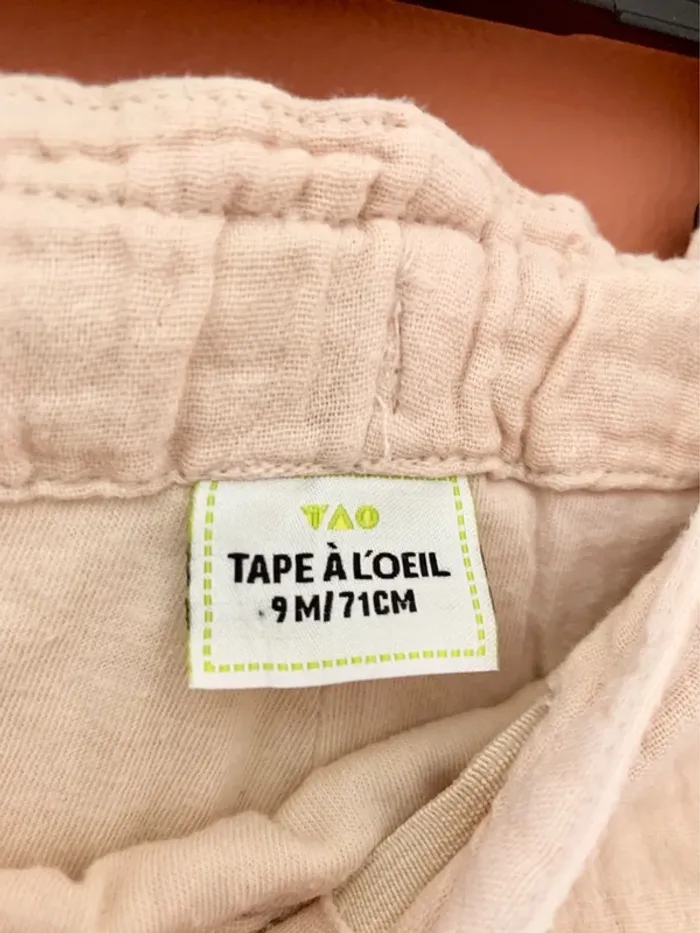 TAO
TAPE À L'OEIL
9M/71CM